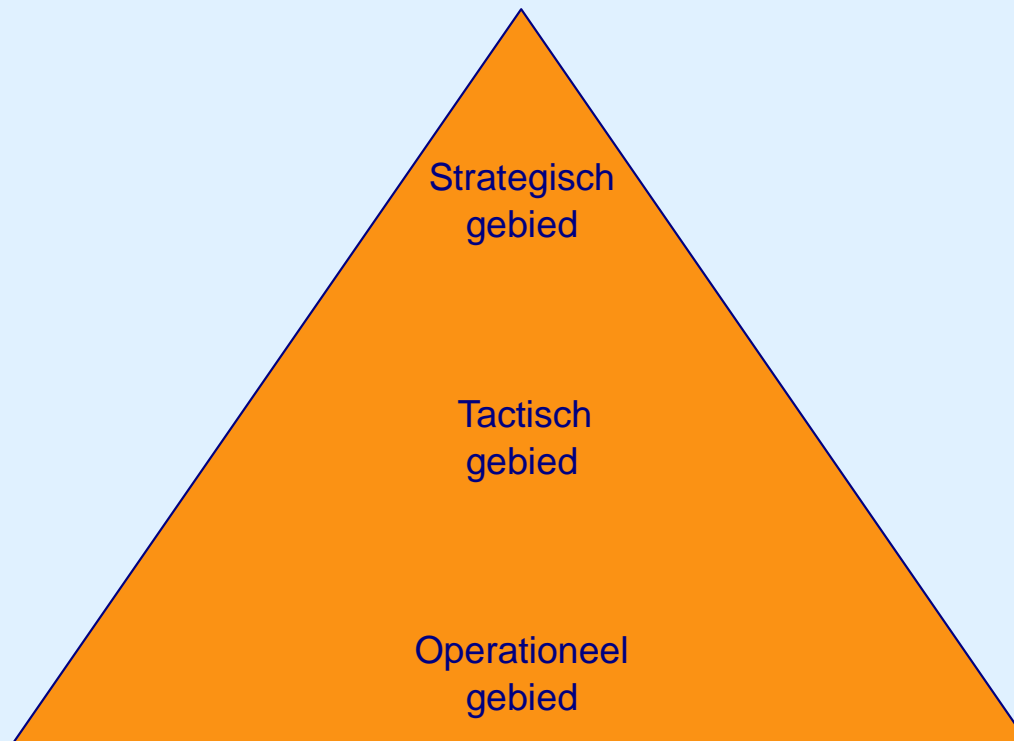 Strategisch
gebied
Tactisch
gebied
Operationeel
gebied